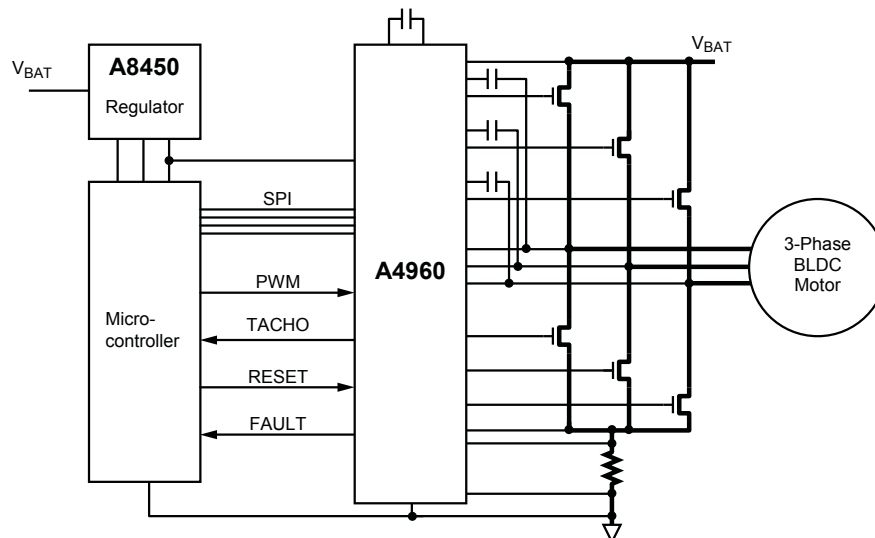 V_BAT
A8450
Regulator
V_BAT
SPI
A4960
3-Phase
BLDC
Motor
PWM
Micro-
controller
TACHO
RESET
FAULT